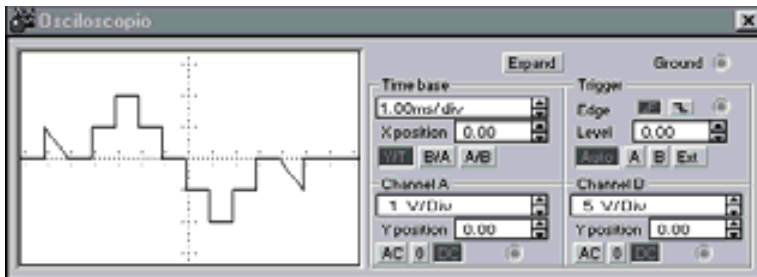 Osciloscopio
Expand
Ground
Time base
1.00ms/div
X position 0.00
Y/T B/A A/B
Trigger
Edge
Level 0.00
Auto A B Ext
Channel A
1 V/Div
Y position 0.00
AC 0 DC
Channel B
5 V/Div
Y position 0.00
AC 0 DC